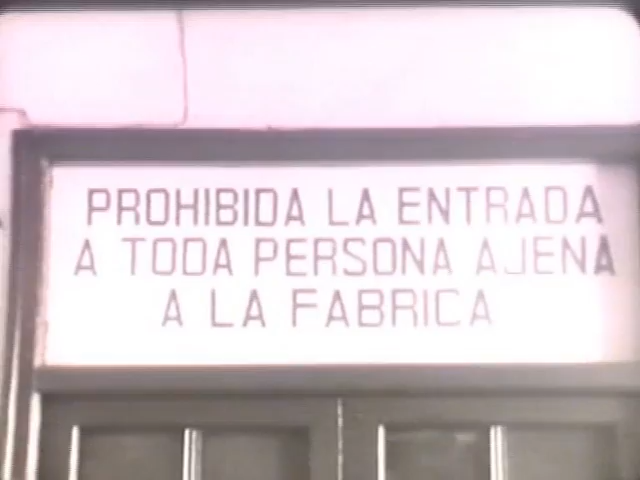 PROHIBIDA LA ENTRADA
A TODA PERSONA AJENA
A LA FABRICA